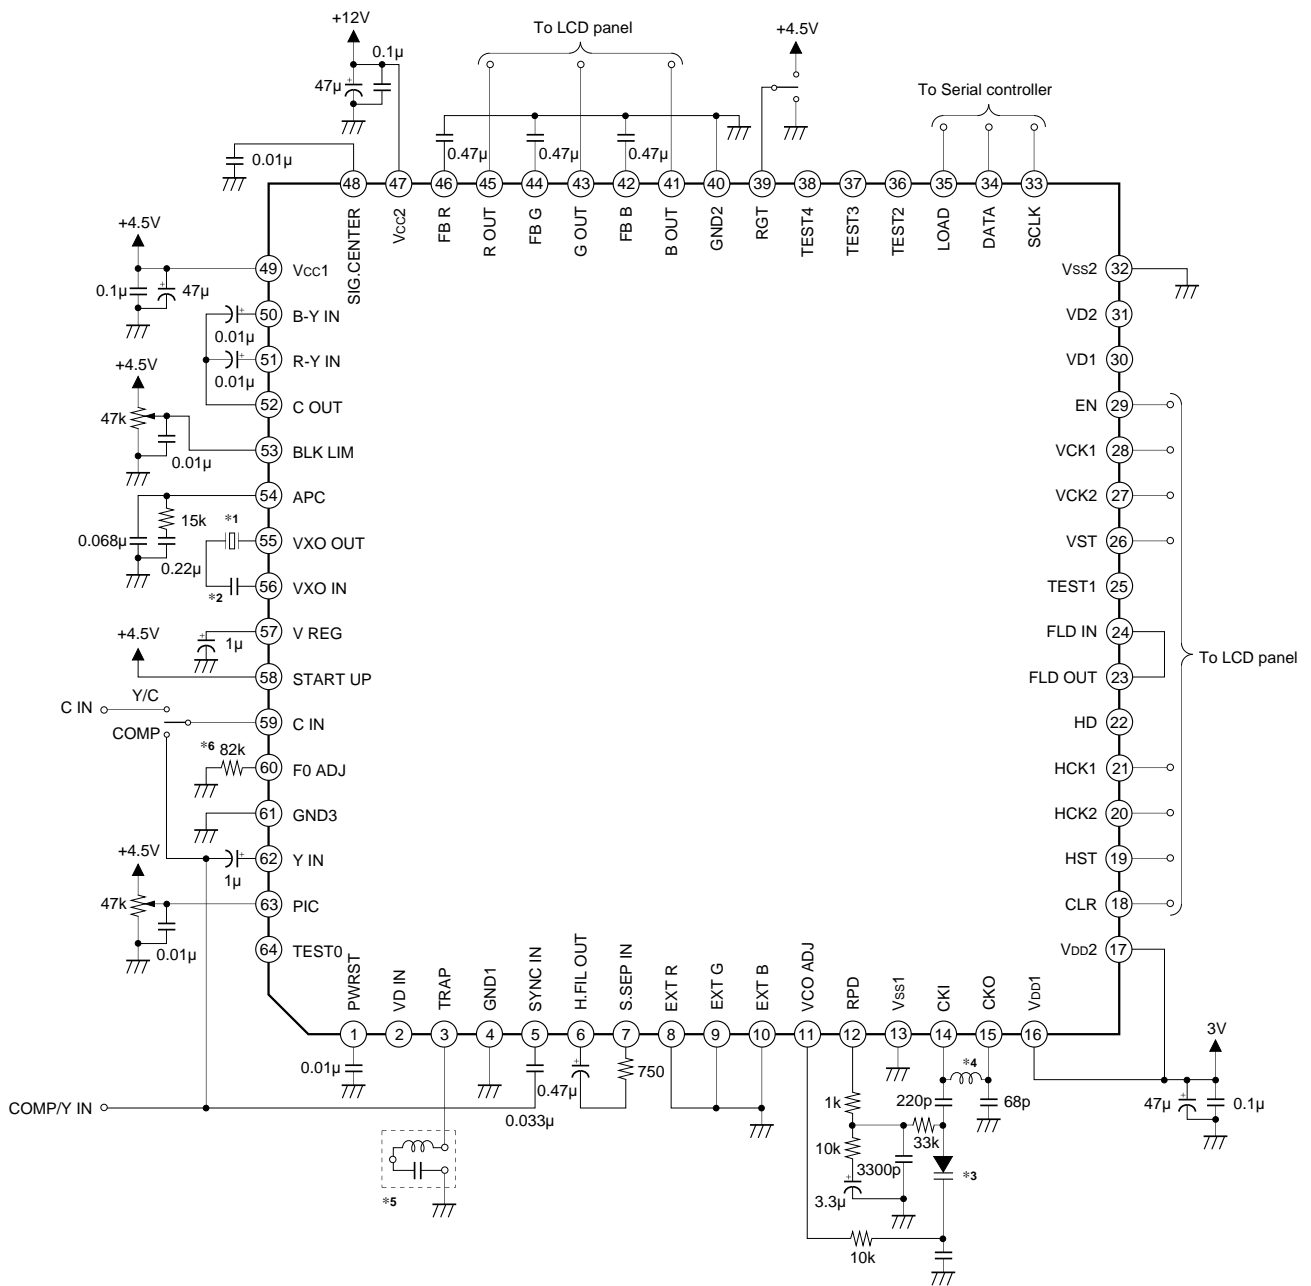 +12V
0.1µ
47µ
To LCD panel
+4.5V
To Serial controller
0.01µ
0.47µ
0.47µ
0.47µ
48 47 46 45 44 43 42 41 40 39 38 37 36 35 34 33
SIG.CENTER
VCC2
FB R
R OUT
FB G
G OUT
FB B
B OUT
GND2
RGT
TEST4
TEST3
TEST2
LOAD
DATA
SCLK
+4.5V
0.1µ
47µ
49 VCC1
50 B-Y IN
0.01µ
51 R-Y IN
0.01µ
52 C OUT
+4.5V
47k
53 BLK LIM
0.01µ
54 APC
15k
0.068µ
0.22µ
*1
55 VXO OUT
56 VXO IN
*2
57 V REG
1µ
+4.5V
58 START UP
C IN
Y/C
COMP
59 C IN
*6 82k
60 F0 ADJ
61 GND3
62 Y IN
1µ
+4.5V
47k
63 PIC
0.01µ
64 TEST0
VSS2 32
VD2 31
VD1 30
EN 29
VCK1 28
VCK2 27
VST 26
TEST1 25
FLD IN 24
FLD OUT 23
HD 22
HCK1 21
HCK2 20
HST 19
CLR 18
VDD2 17
To LCD panel
PWRST
VD IN
TRAP
GND1
SYNC IN
H.FIL OUT
S.SEP IN
EXT R
EXT G
EXT B
VCO ADJ
RPD
VSS1
CKI
CKO
VDD1
1 2 3 4 5 6 7 8 9 10 11 12 13 14 15 16
3V
0.01µ
0.47µ
750
*4
COMP/Y IN
0.033µ
1k
220p
68p
47µ
0.1µ
10k
33k
3300p
*3
*5
3.3µ
10k